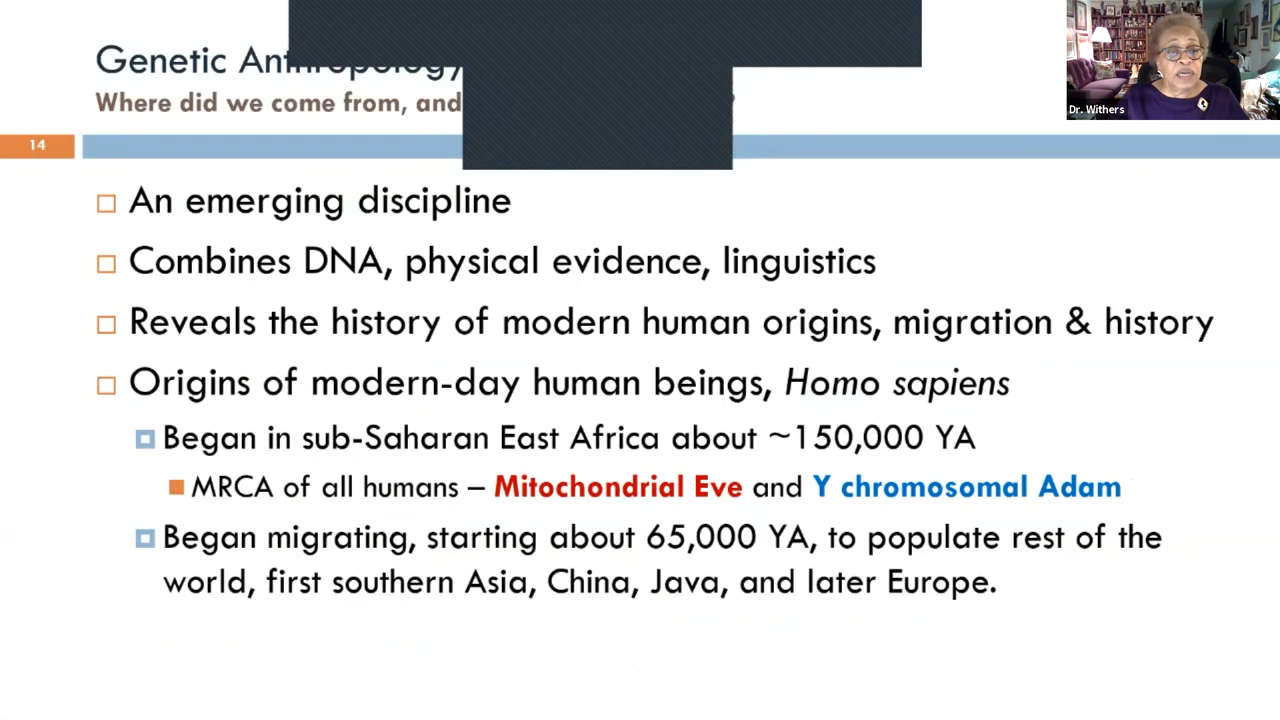 Genetic Anthropology
Where did we come from, and
14
Dr. Withers
An emerging discipline
Combines DNA, physical evidence, linguistics
Reveals the history of modern human origins, migration & history
Origins of modern-day human beings, Homo sapiens
Began in sub-Saharan East Africa about ~150,000 YA
MRCA of all humans – Mitochondrial Eve and Y chromosomal Adam
Began migrating, starting about 65,000 YA, to populate rest of the
world, first southern Asia, China, Java, and later Europe.